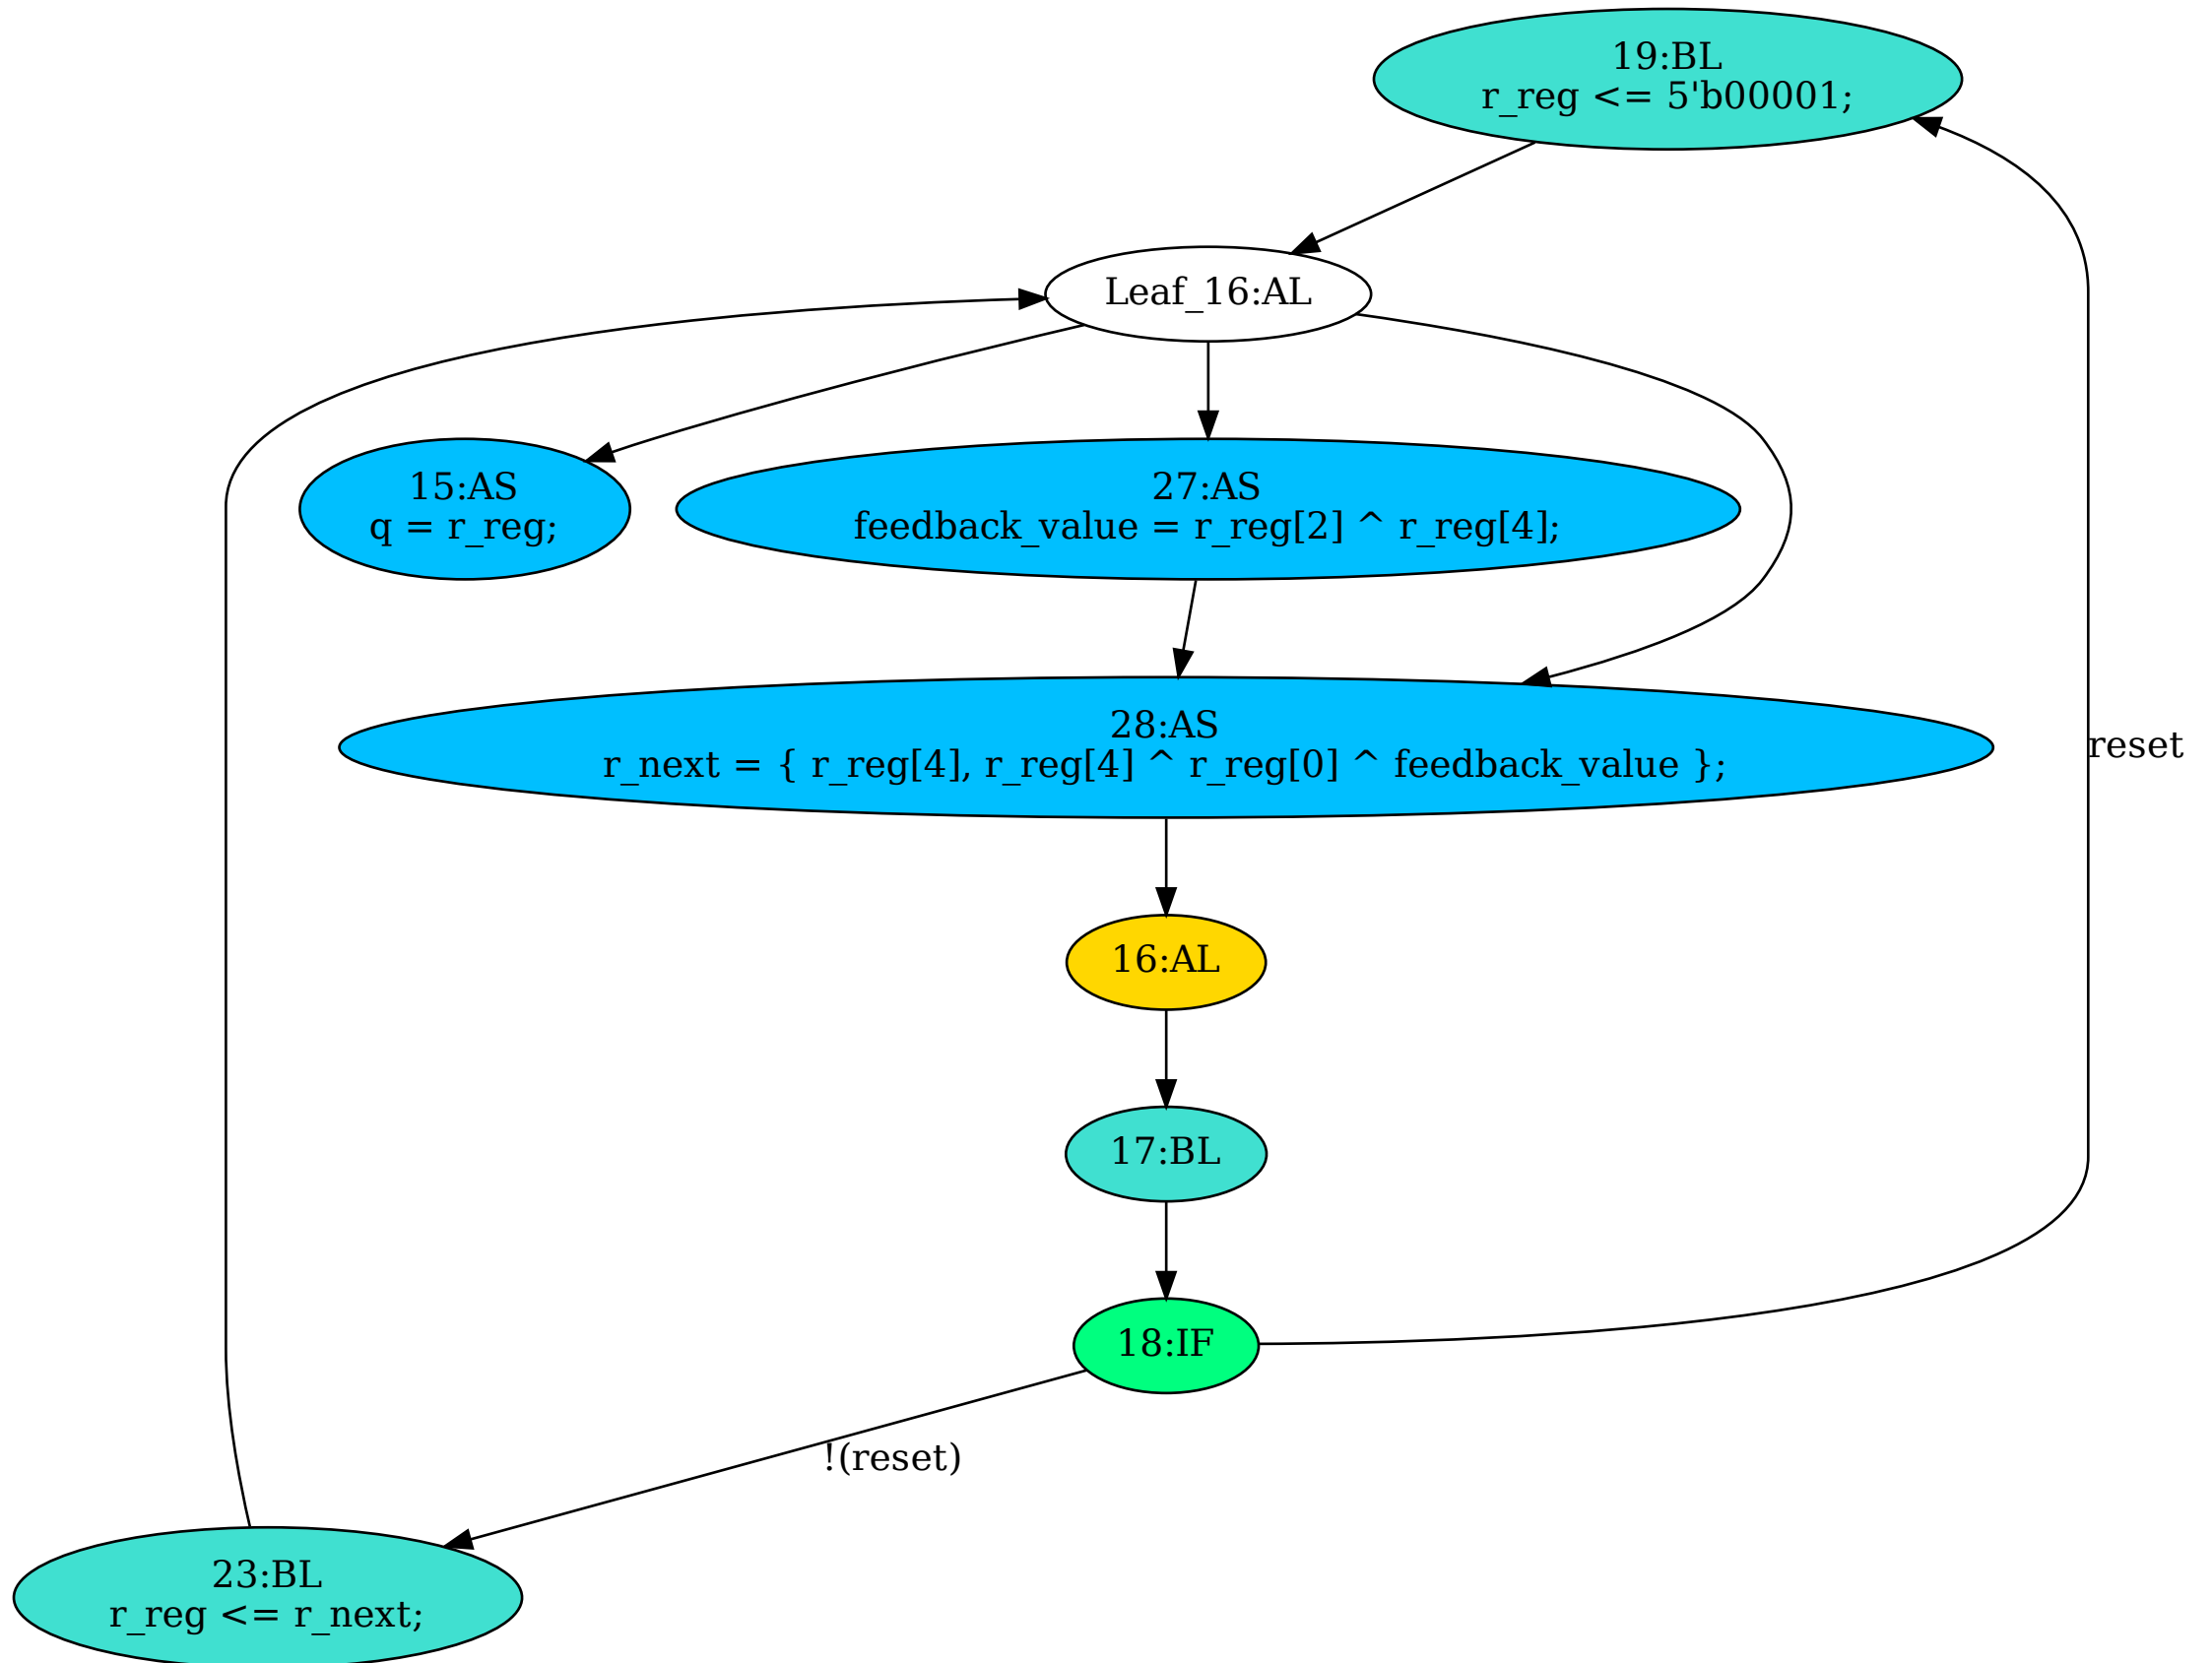 19:BL
r_reg <= 5'b00001;
Leaf_16:AL
15:AS
q = r_reg;
27:AS
feedback_value = r_reg[2] ^ r_reg[4];
28:AS
r_next = { r_reg[4], r_reg[4] ^ r_reg[0] ^ feedback_value };
reset
16:AL
17:BL
18:IF
!(reset)
23:BL
r_reg <= r_next;